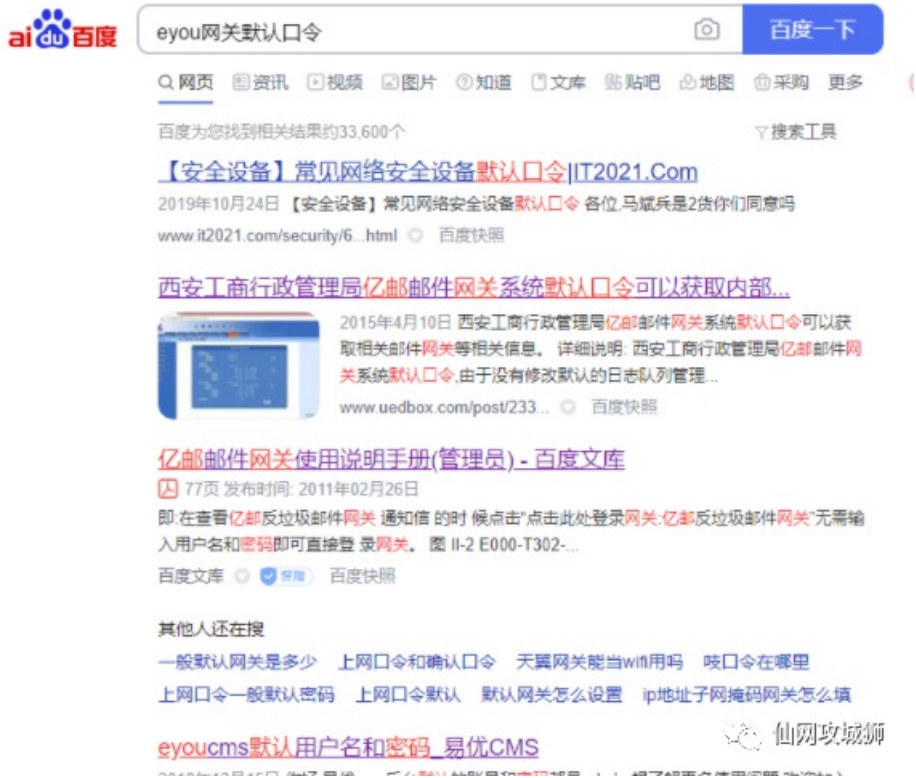 Bai du 百度
eyou网关默认口令
百度一下
网页 资讯 视频 图片 知道 文库 贴吧 地图 采购 更多
百度为您找到相关结果约33,600个
搜索工具
【安全设备】常见网络安全设备默认口令|IT2021.Com
2019年10月24日 【安全设备】常见网络安全设备默认口令 各位,马斌兵是2货你们同意吗
www.it2021.com/security/6...html 百度快照
西安工商行政管理局亿邮邮件网关系统默认口令可以获取内部...
2015年4月10日 西安工商行政管理局亿邮邮件网关系统默认口令可以获
取相关邮件网关等相关信息。 详细说明: 西安工商行政管理局亿邮邮件网
关系统默认口令,由于没有修改默认的日志队列管理...
www.uedbox.com/post/233... 百度快照
亿邮邮件网关使用说明手册(管理员) - 百度文库
77页 发布时间: 2011年02月26日
即:在查看亿邮反垃圾邮件网关 通知信 的时 候点击"点击此处登录网关:亿邮反垃圾邮件网关"无需输
入用户名和密码即可直接登 录网关。 图 II-2 E000-T302-...
百度文库 保障 百度快照
其他人还在搜
一般默认网关是多少 上网口令和确认口令 天翼网关能当wifi用吗 吱口令在哪里
上网口令一般默认密码 上网口令默认 默认网关怎么设置 ip地址子网掩码网关怎么填
仙网攻城狮
eyoucms默认用户名和密码_易优CMS